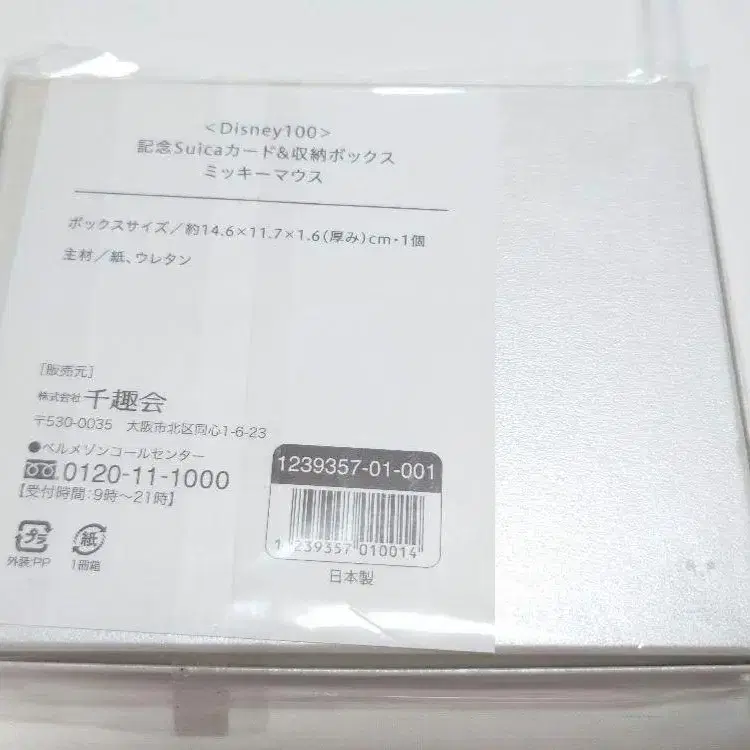 <Disney100>
記念Suicaカード&収納ボックス
ミッキーマウス
ボックスサイズ/約14.6×11.7×1.6(厚み)cm・1個
主材/紙、ウレタン
[販売元]
株式会社 千趣会
〒530-0035 大阪市北区同心1-6-23
●ベルメゾンコールセンター
0120-11-1000
【受付時間:9時~21時】
プラ
外装:PP
紙
1239357-01-001
1 239357 010014
日本製